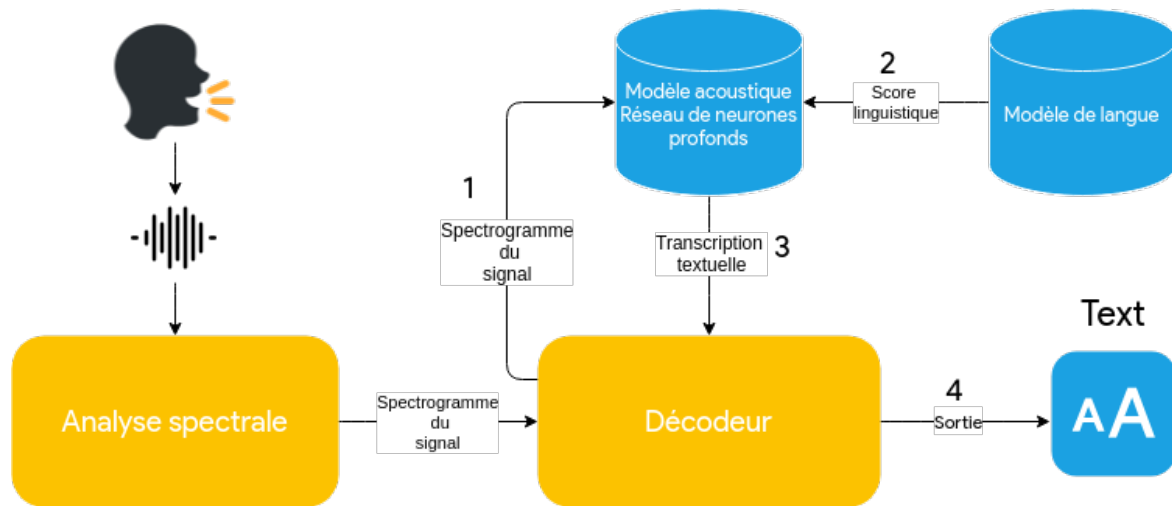 Modèle acoustique
Réseau de neurones
profonds
2
Score
linguistique
Modèle de langue
1
Spectrogramme
du
signal
Transcription
textuelle
3
Text
Analyse spectrale
Spectrogramme
du
signal
Décodeur
4
Sortie
AA